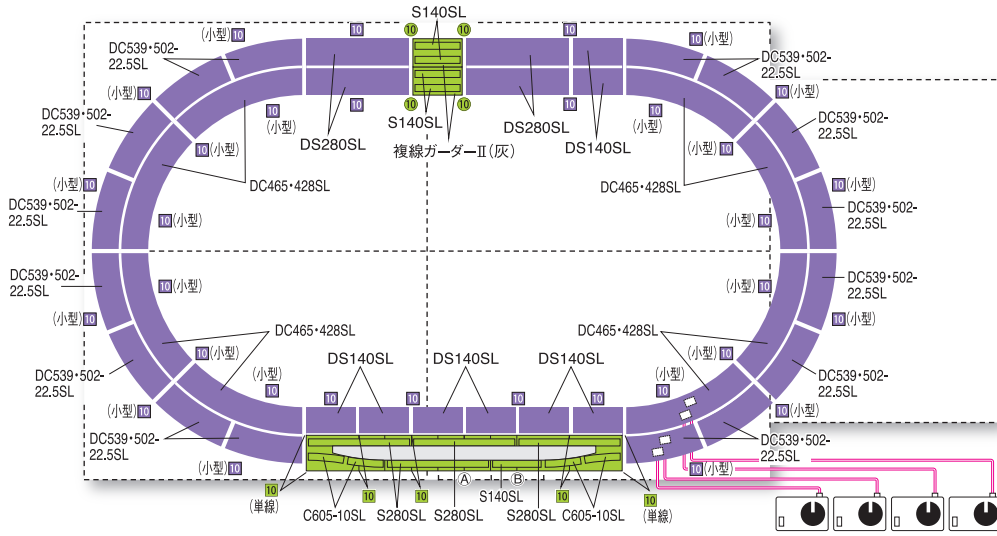 S140SL
10
10
(小型)10
10
10
10(小型)
DC539・502-
22.5SL
DC539・502-
22.5SL
10
(小型)
10
(小型)
10
(小型)
10
(小型)
10
10
10
10
S140SL
DS280SL
複線ガーダーⅡ(灰)
DS280SL
DS140SL
DC539・502-
22.5SL
DC539・502-
22.5SL
10(小型)
10
(小型)
DC465・428SL
DC465・428SL
10
(小型)
10
(小型)
DC539・502-
22.5SL
DC539・502-
22.5SL
10(小型)
10
(小型)
DC539・502-
22.5SL
DC539・502-
22.5SL
10(小型)
10
(小型)
10
(小型)
10
(小型)
DC465・428SL
DC465・428SL
10(小型)
10
(小型)
DS140SL
DS140SL
DS140SL
DC539・502-
22.5SL
DC539・502-
22.5SL
(小型)
10
10
10
10
10
(小型)
10
(小型)
10
(小型)
DC539・502-
22.5SL
DC539・502-
22.5SL
10
(小型)
10(小型)
10
(単線)
10
10
A
B
10
10
(単線)
S140SL
C605-10SL
S280SL
S280SL
S280SL
C605-10SL